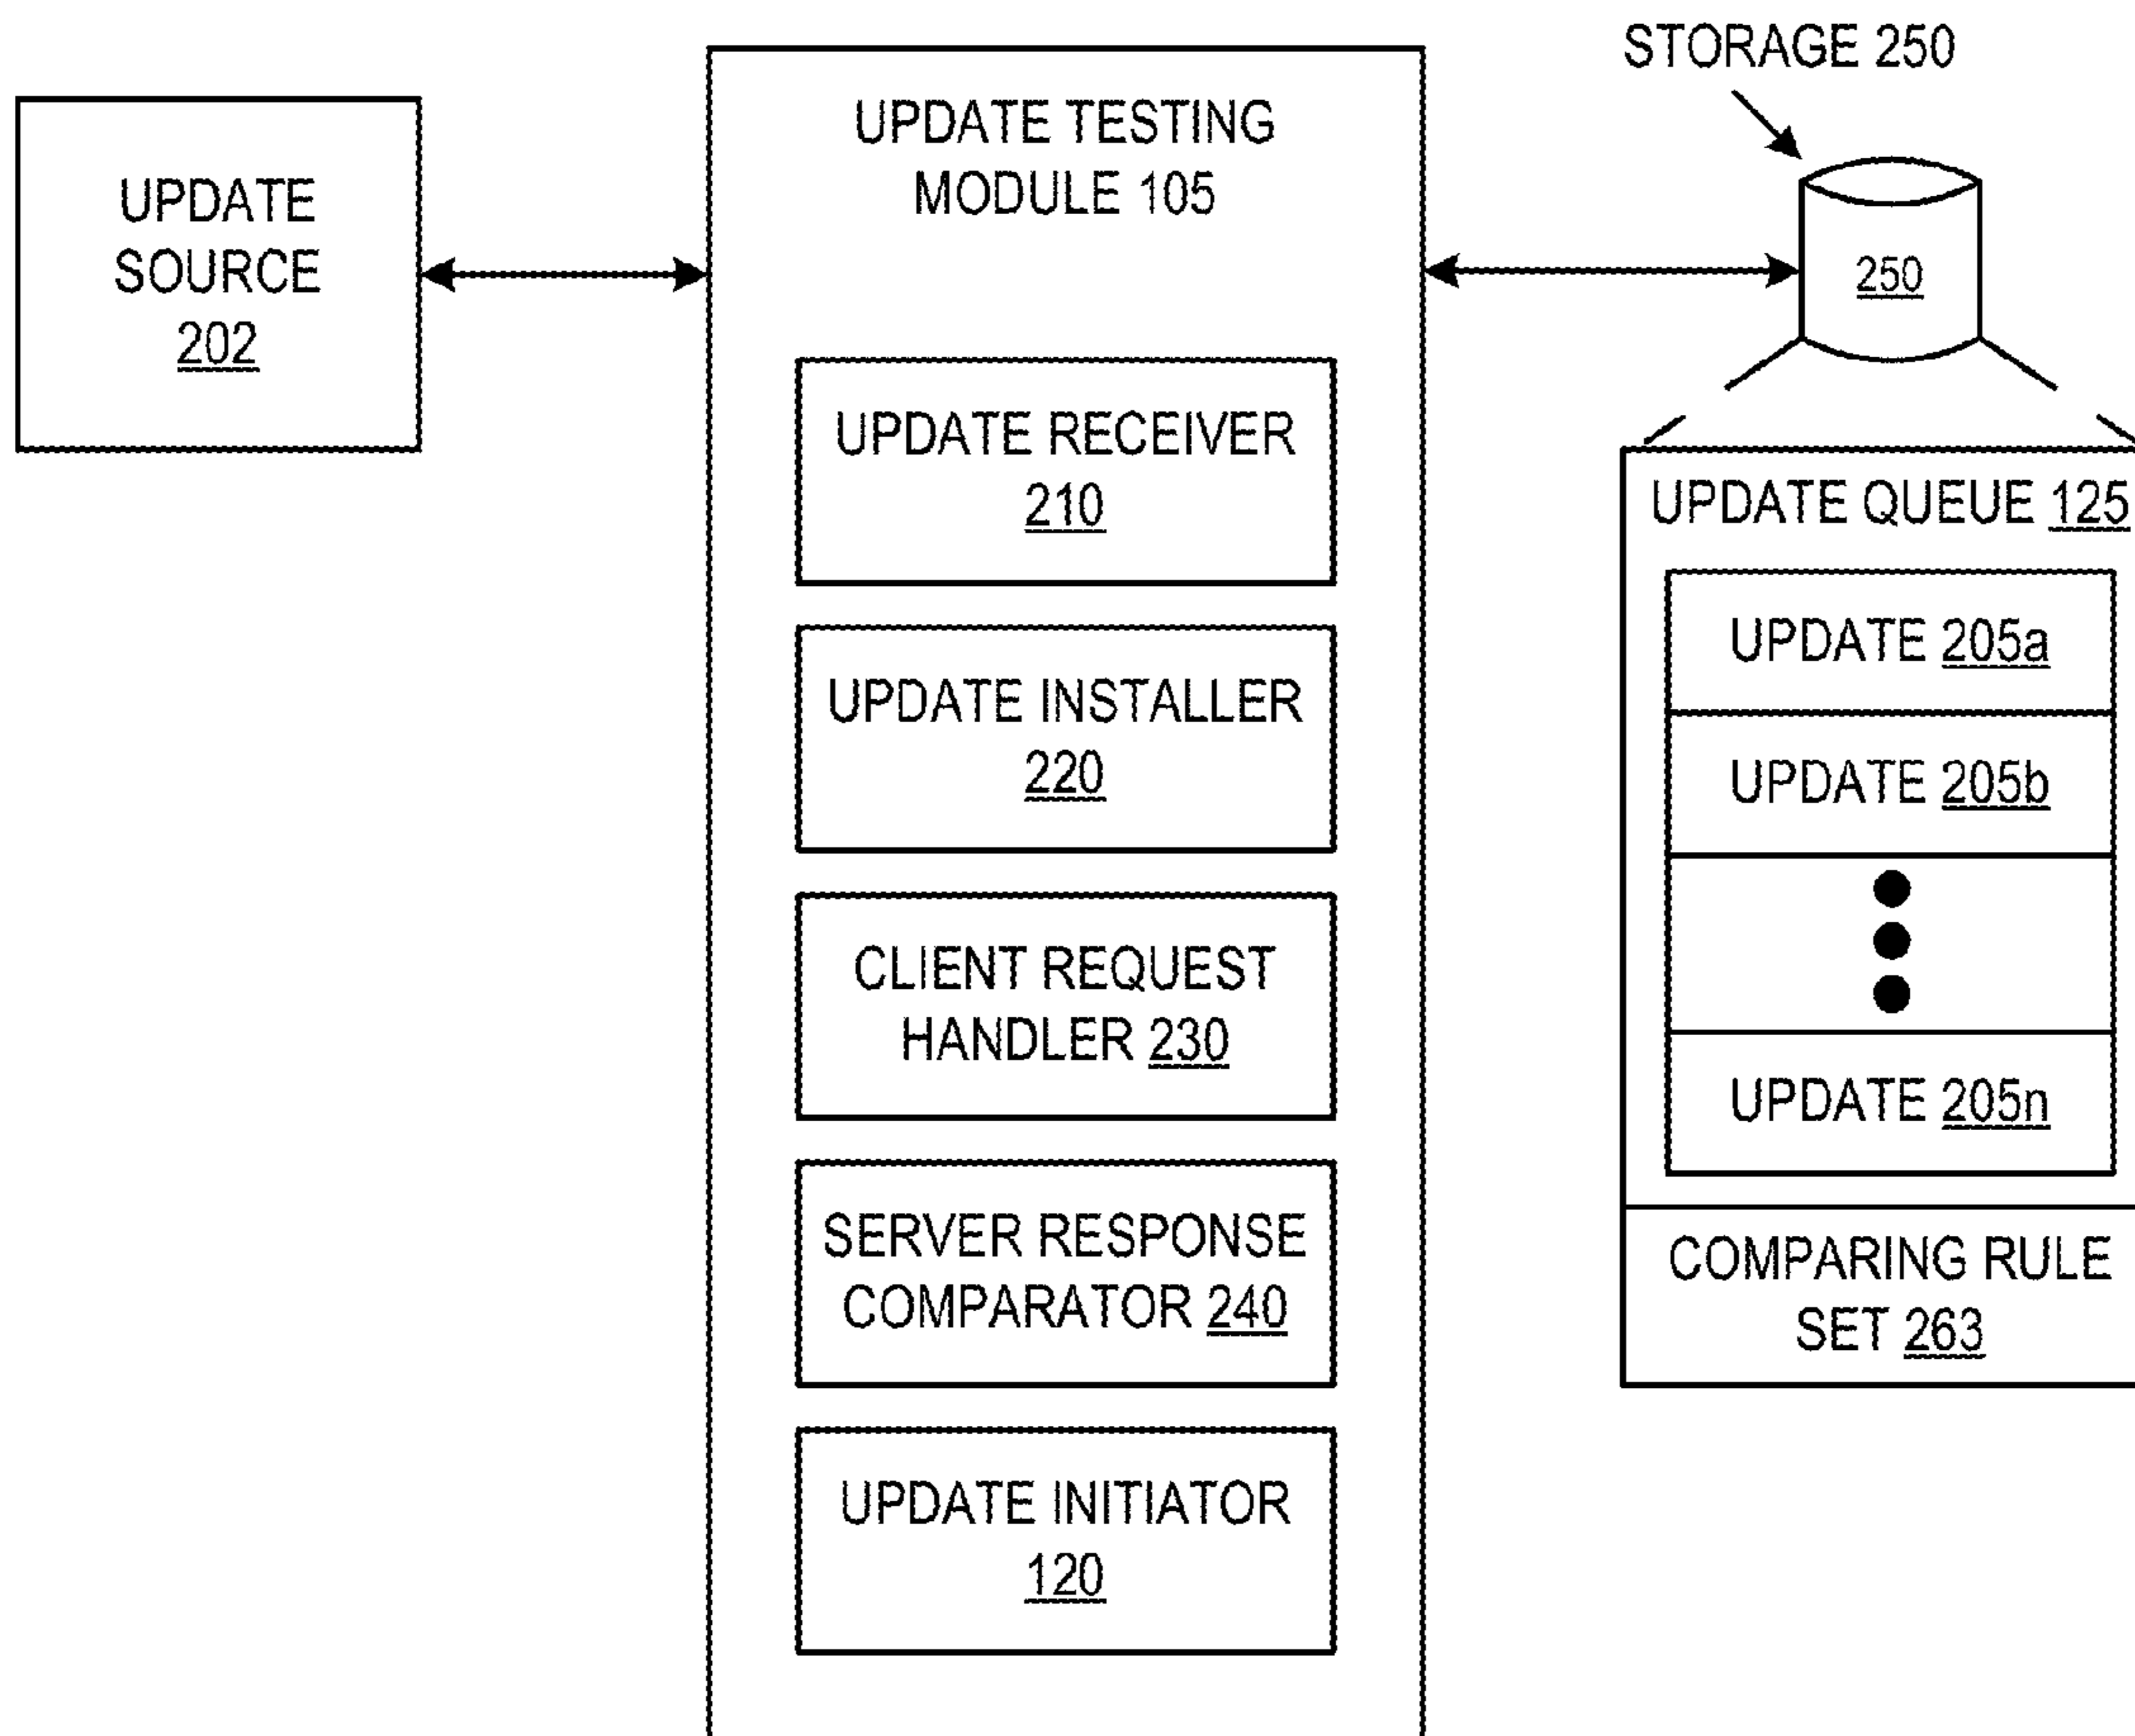 UPDATE
SOURCE
202
UPDATE TESTING
MODULE 105
UPDATE RECEIVER
210
UPDATE INSTALLER
220
CLIENT REQUEST
HANDLER 230
SERVER RESPONSE
COMPARATOR 240
UPDATE INITIATOR
120
STORAGE 250
250
UPDATE QUEUE 125
UPDATE 205a
UPDATE 205b
UPDATE 205n
COMPARING RULE
SET 263